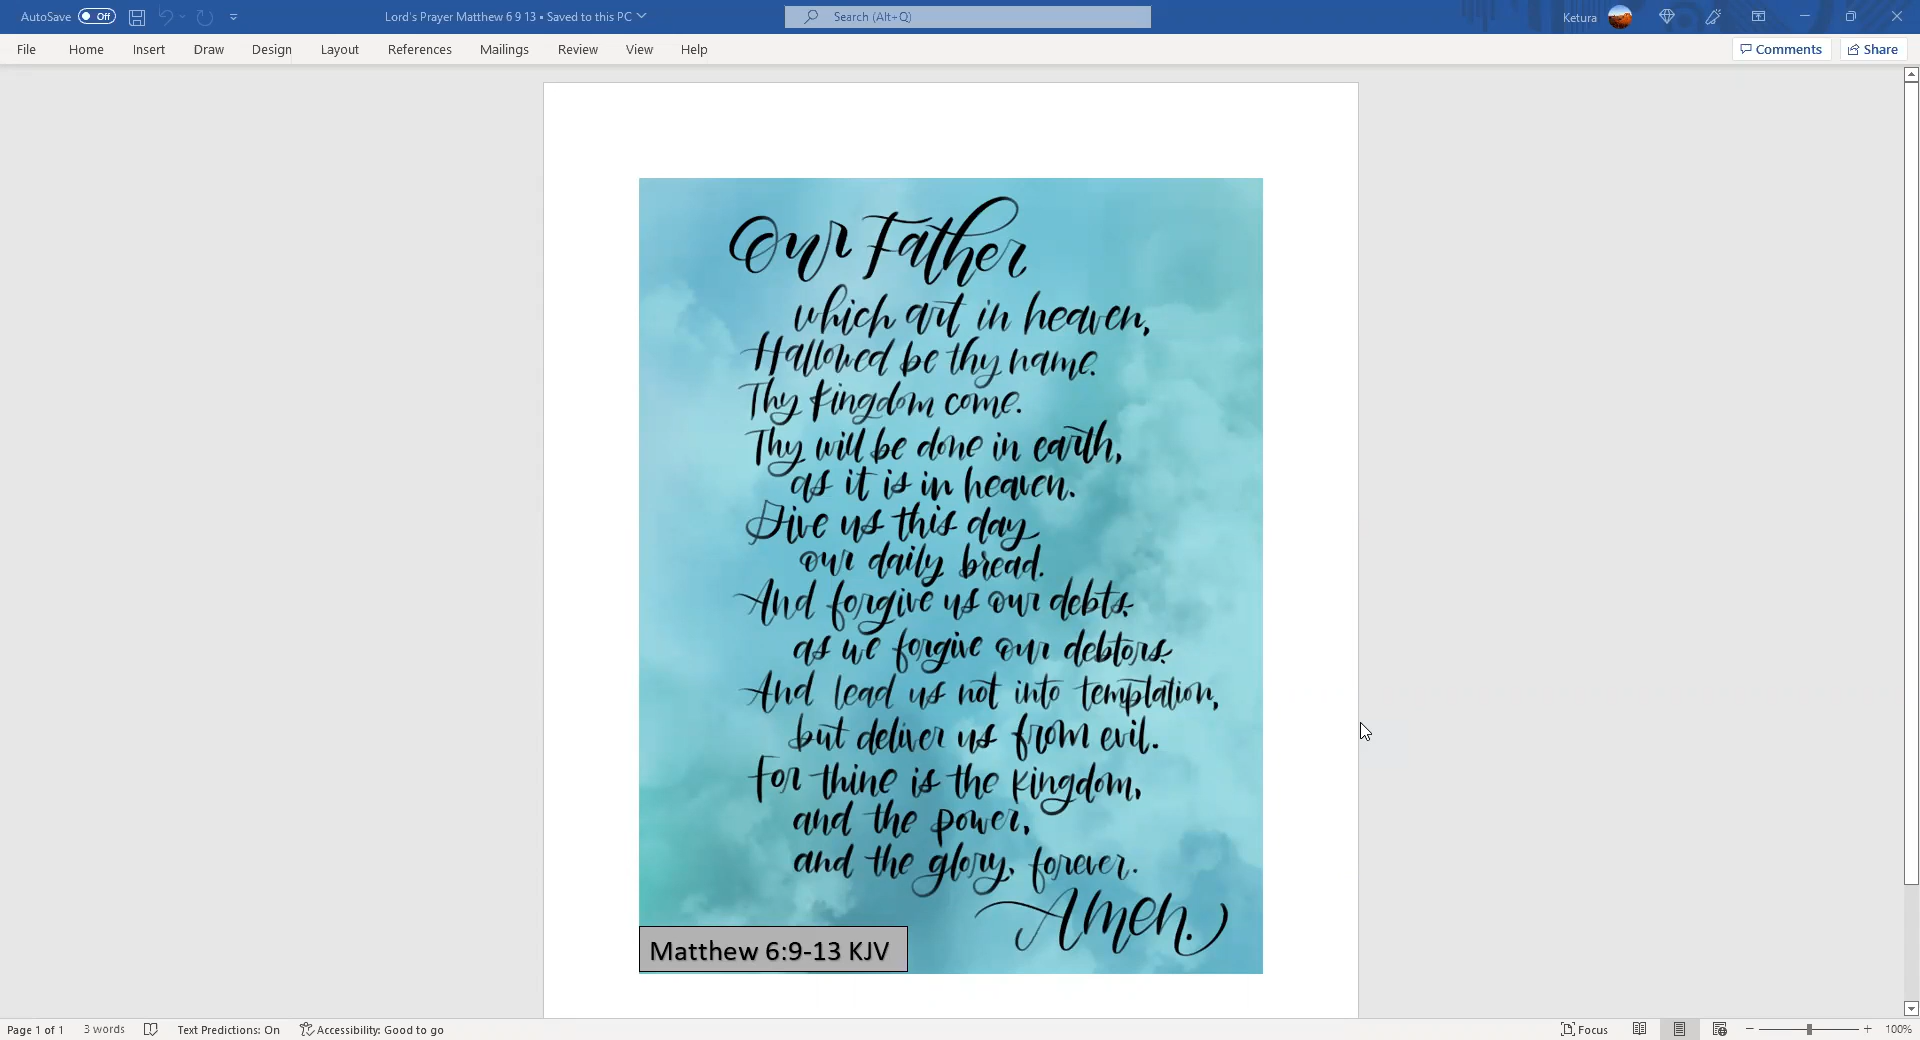 AutoSave Off Lord's Prayer Matthew 6 9 13 • Saved to this PC Search (Alt+Q) Ketura
File Home Insert Draw Design Layout References Mailings Review View Help Comments Share
Our Father
which art in heaven,
Hallowed be thy name.
Thy kingdom come.
Thy will be done in earth,
as it is in heaven.
Give us this day
our daily bread.
And forgive us our debts,
as we forgive our debtors.
And lead us not into temptation,
but deliver us from evil.
For thine is the kingdom,
and the power,
and the glory, forever.
Amen.
Matthew 6:9-13 KJV
Page 1 of 1 3 words Text Predictions: On Accessibility: Good to go Focus 100%